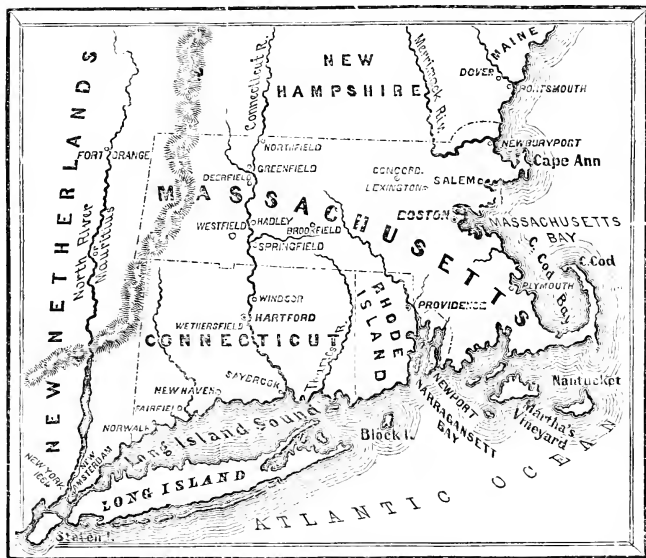 NEW NETHERLANDS
North River
or
Mauritius
FORT ORANGE
Connecticut R.
NEW
HAMPSHIRE
Merrimack Riv.
MAINE
DOVER
PORTSMOUTH
NEWBURYPORT
Cape Ann
NORTHFIELD
GREENFIELD
DEERFIELD
CONCORD.
LEXINGTON
SALEM
MASSACHUSETTS
BOSTON
MASSACHUSETTS
BAY
WESTFIELD
HADLEY
BROOKFIELD
SPRINGFIELD
C. Cod
C. Cod Bay
PLYMOUTH
PROVIDENCE
RHODE
ISLAND
WINDSOR
HARTFORD
WETHERSFIELD
CONNECTICUT
Thames R.
SAYBROOK
NEW HAVEN
FAIRFIELD
NORWALK
Long Island Sound
NEWPORT
NARRAGANSETT
BAY
Nantucket
Martha's
Vineyard
Block I.
NEW YORK
1664
NEW
AMSTERDAM
LONG ISLAND
Staten I.
ATLANTIC OCEAN